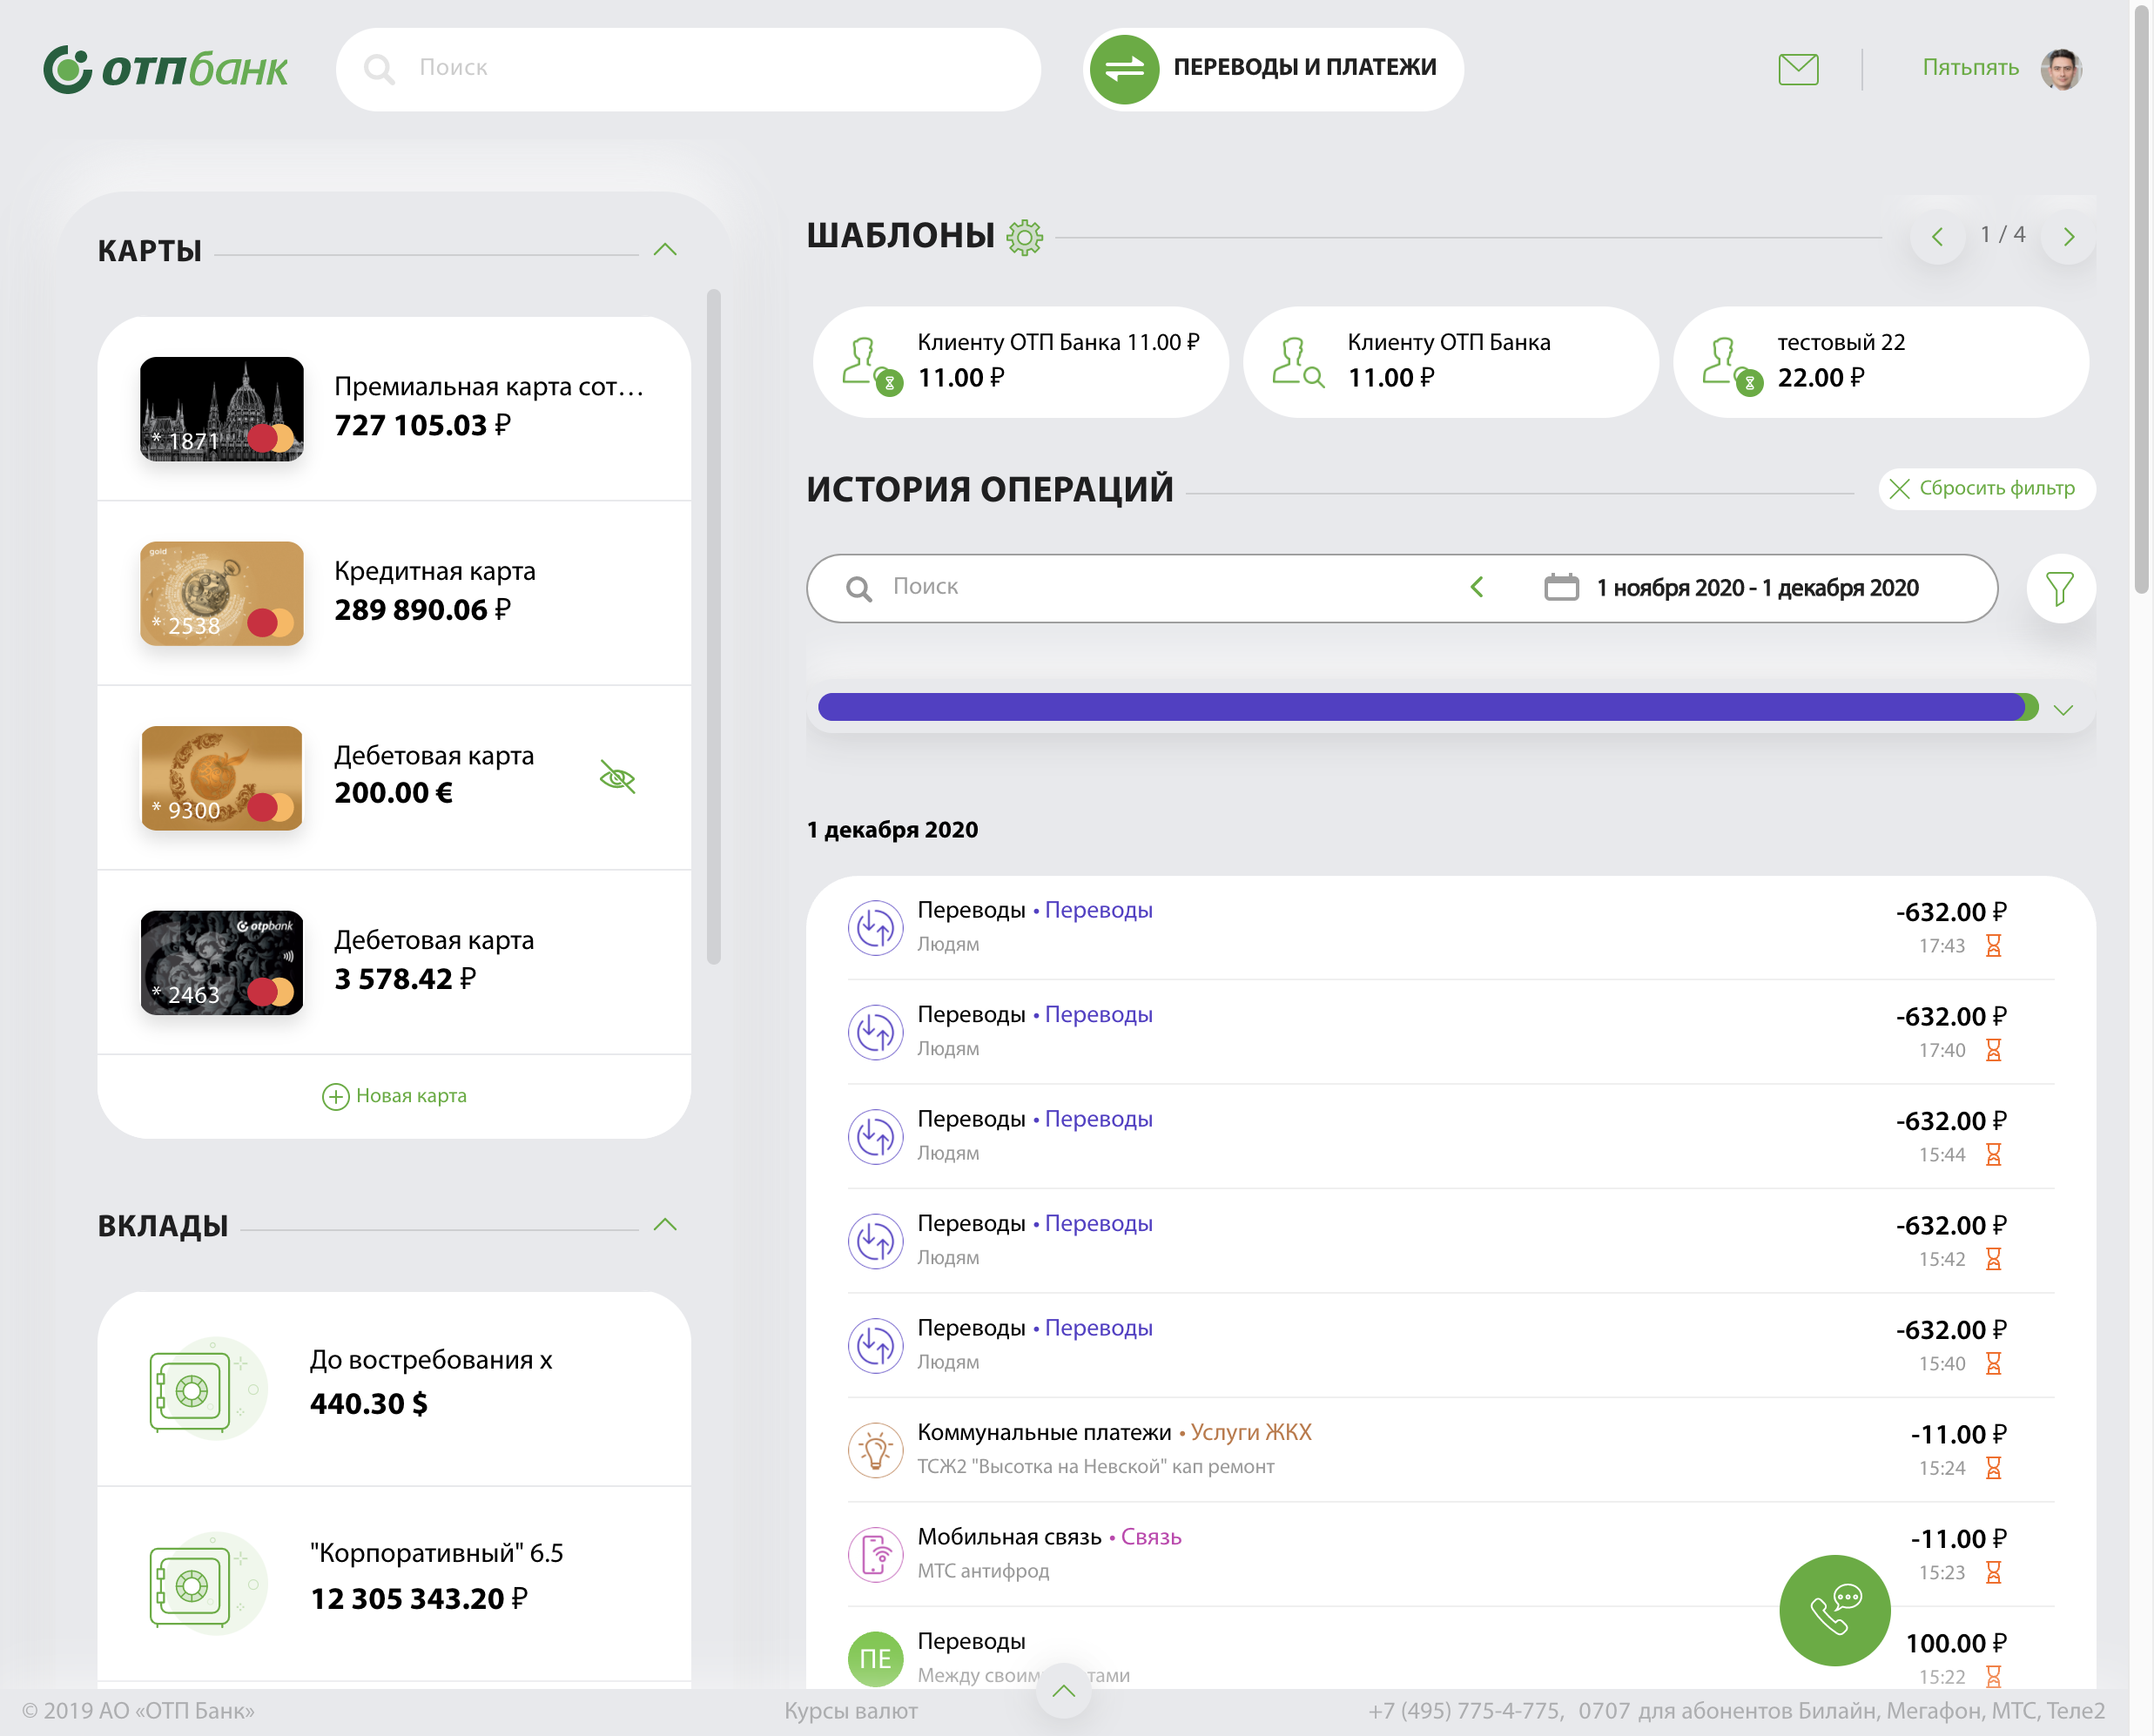 отпбанк
Поиск
ПЕРЕВОДЫ И ПЛАТЕЖИ
Пятьпять
КАРТЫ
* 1871
Премиальная карта сот...
727 105.03 ₽
gold
* 2538
Кредитная карта
289 890.06 ₽
* 9300
Дебетовая карта
200.00 €
otpbank
* 2463
Дебетовая карта
3 578.42 ₽
Новая карта
ВКЛАДЫ
До востребования х
440.30 $
"Корпоративный" 6.5
12 305 343.20 ₽
ШАБЛОНЫ
1 / 4
Клиенту ОТП Банка 11.00 ₽
11.00 ₽
Клиенту ОТП Банка
11.00 ₽
тестовый 22
22.00 ₽
ИСТОРИЯ ОПЕРАЦИЙ
Сбросить фильтр
Поиск
1 ноября 2020 - 1 декабря 2020
1 декабря 2020
Переводы • Переводы -632.00 ₽
Людям 17:43
Переводы • Переводы -632.00 ₽
Людям 17:40
Переводы • Переводы -632.00 ₽
Людям 15:44
Переводы • Переводы -632.00 ₽
Людям 15:42
Переводы • Переводы -632.00 ₽
Людям 15:40
Коммунальные платежи • Услуги ЖКХ -11.00 ₽
ТСЖ2 "Высотка на Невской" кап ремонт 15:24
Мобильная связь • Связь -11.00 ₽
МТС антифрод 15:23
ПЕ
Переводы 100.00 ₽
Между 15:22
© 2019 АО «ОТП Банк»
Курсы валют
+7 (495) 775-4-775, 0707 для абонентов Билайн, Мегафон, МТС, Теле2